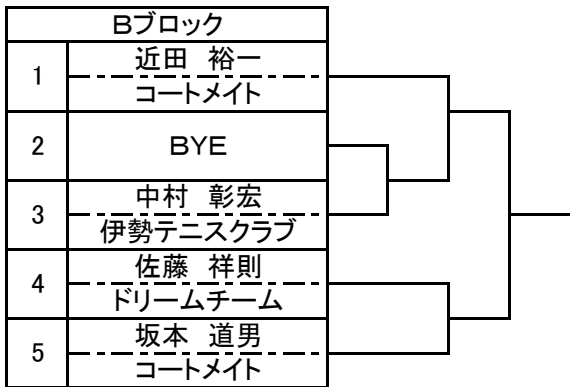 Bブロック
1
近田 裕一
コートメイト
2
BYE
3
中村 彰宏
伊勢テニスクラブ
4
佐藤 祥則
ドリームチーム
5
坂本 道男
コートメイト